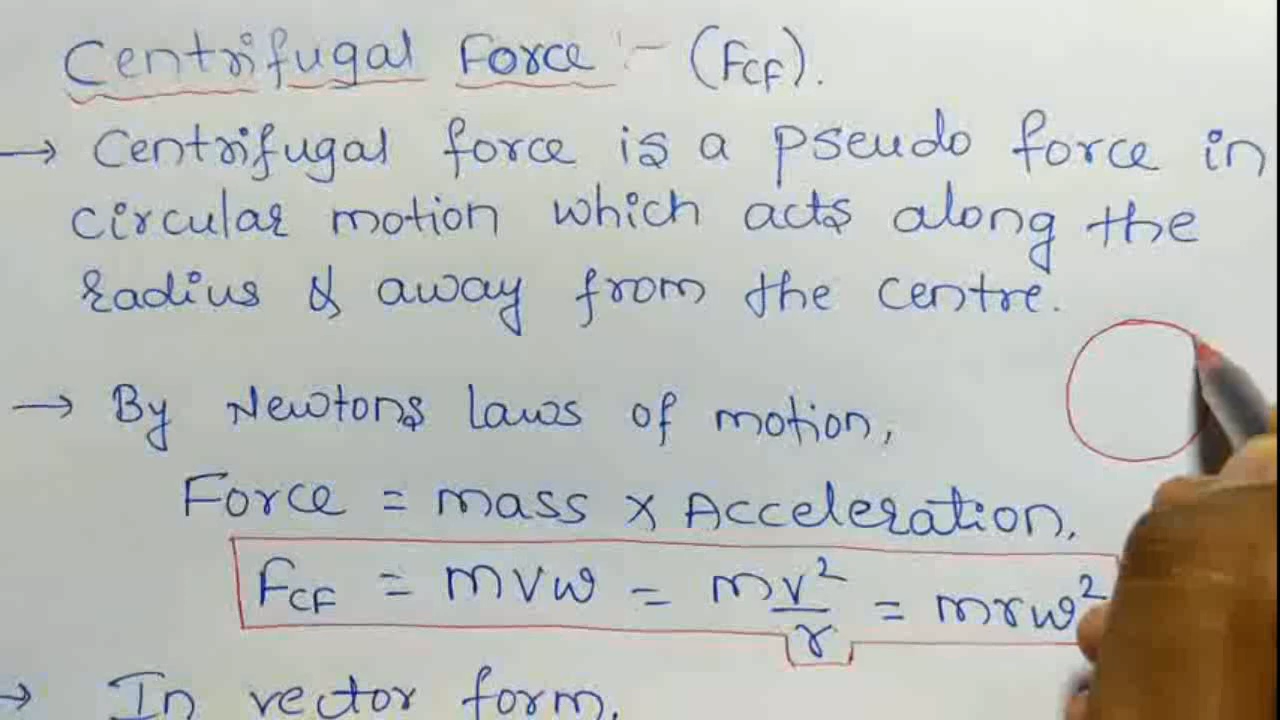 Centrifugal Force :- (FCF).
→ Centrifugal force is a pseudo force in
circular motion which acts along the
radius & away from the centre.
→ By Newtons laws of motion,
Force = mass × Acceleration.
FCF = mvω = mv²/r = mrω²
→ In vector form,